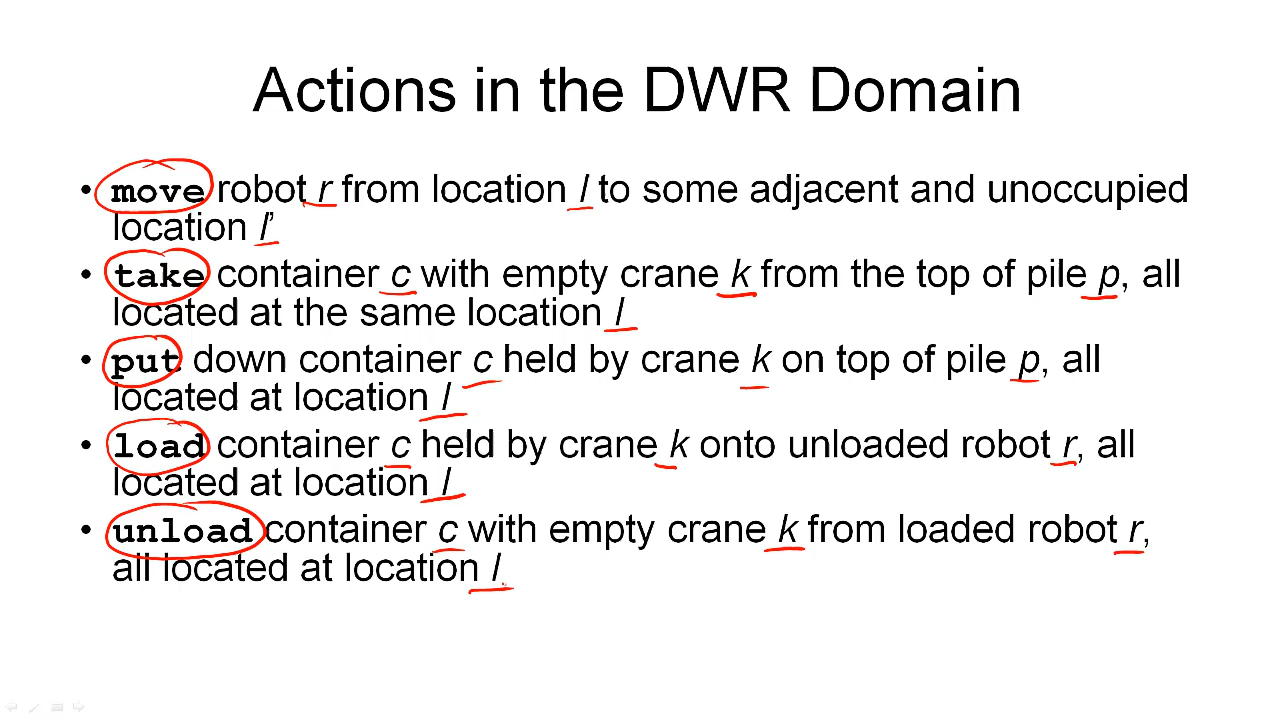 Actions in the DWR Domain
• move robot r from location l to some adjacent and unoccupied
location l’
• take container c with empty crane k from the top of pile p, all
located at the same location l
• put down container c held by crane k on top of pile p, all
located at location l
• load container c held by crane k onto unloaded robot r, all
located at location l
• unload container c with empty crane k from loaded robot r,
all located at location l